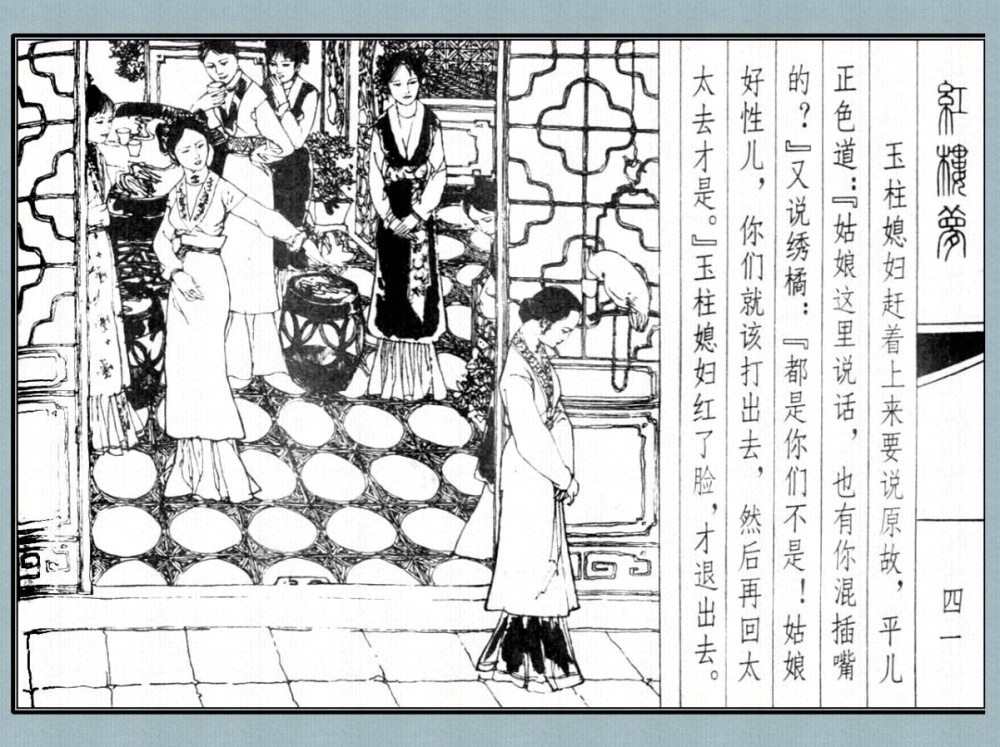 红楼梦
四一
玉柱媳妇赶着上来要说原故，平儿
正色道：『姑娘这里说话，也有你混插嘴
的？』又说绣橘：『都是你们不是！姑娘
好性儿，你们就该打出去，然后再回太
太去才是。』玉柱媳妇红了脸，才退出去。